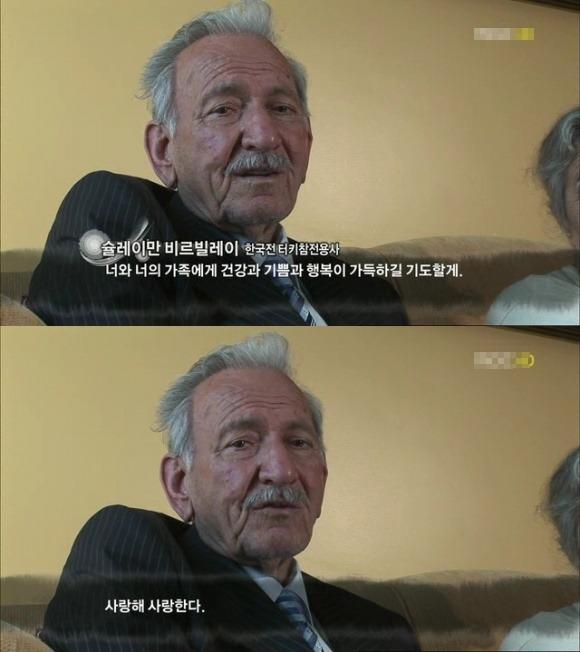 슐레이만 비르빌레이 한국전 터키참전용사
너와 너의 가족에게 건강과 기쁨과 행복이 가득하길 기도할게.
사랑해 사랑한다.